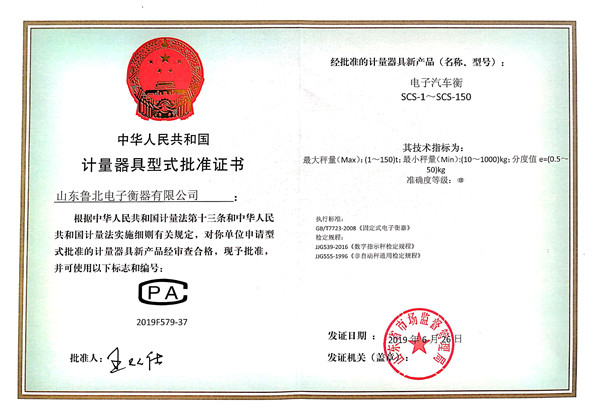 中华人民共和国
计量器具型式批准证书
山东鲁北电子衡器有限公司：
根据中华人民共和国计量法第十三条和中华人民
共和国计量法实施细则有关规定，对你单位申请型
式批准的计量器具新产品经审查合格，现予批准，
并可使用以下标志和编号：
CPA
2019F579-37
批准人：
经批准的计量器具新产品（名称、型号）：
电子汽车衡
SCS-1～SCS-150
其技术指标为：
最大秤量(Max)：(1～150)t；最小秤量(Min)：(10～1000)kg；分度值 e=(0.5～
50)kg
准确度等级：
执行标准：
GB/T7723-2008《固定式电子衡器》
检定规程：
JJG539-2016《数字指示秤检定规程》
JJG555-1996《非自动秤通用检定规程》
发证日期：2019年6月26日
发证机关（盖章）：
山东省市场监督管理局